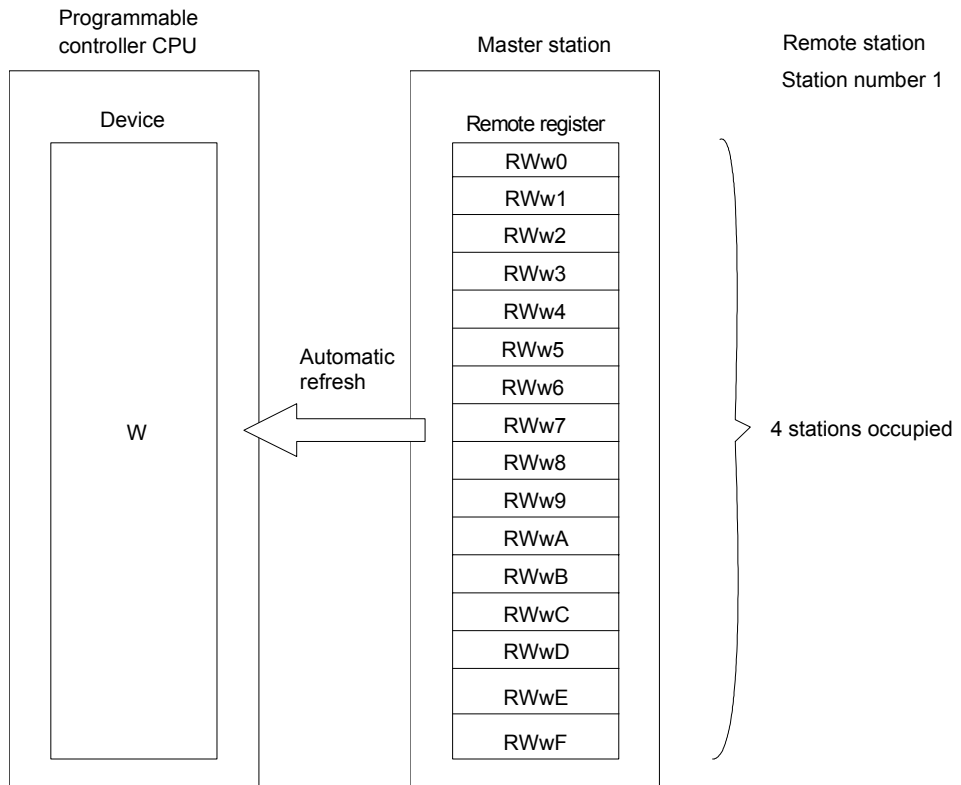 Programmable
controller CPU
Master station
Remote station
Station number 1
Device
Remote register
RWw0
RWw1
RWw2
RWw3
RWw4
RWw5
RWw6
RWw7
RWw8
RWw9
RWwA
RWwB
RWwC
RWwD
RWwE
RWwF
Automatic
refresh
W
4 stations occupied